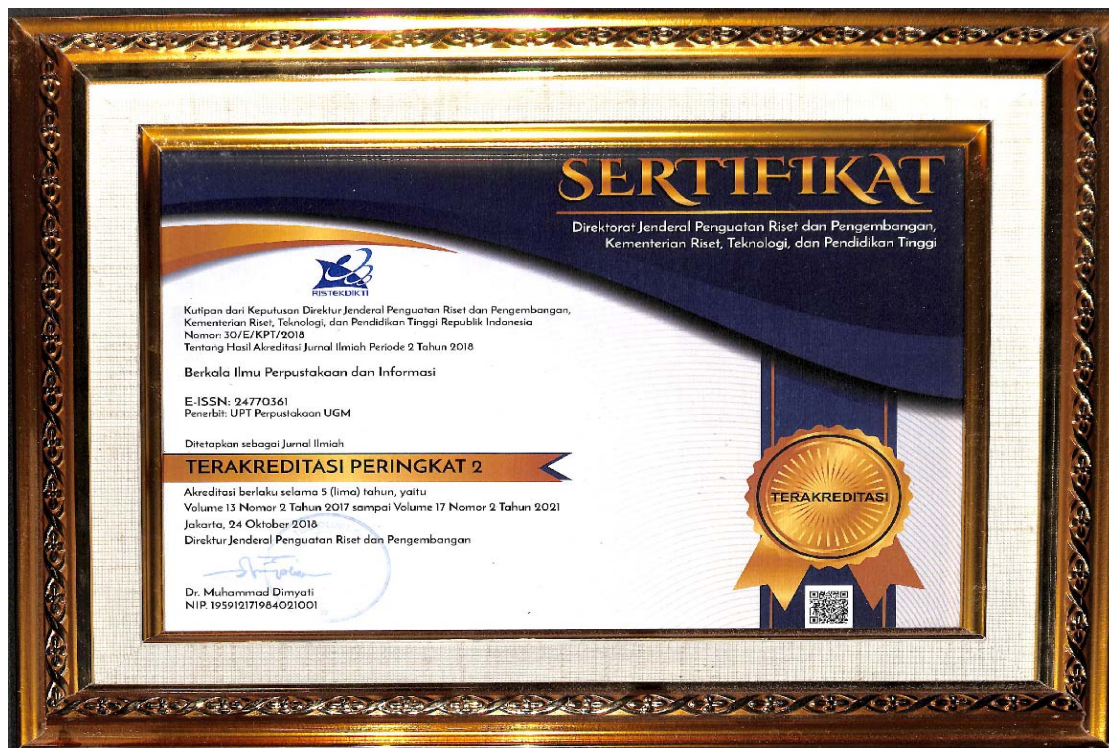 SERTIFIKAT
Direktorat Jenderal Penguatan Riset dan Pengembangan,
Kementerian Riset, Teknologi, dan Pendidikan Tinggi
RISTEKDIKTI
Kutipan dari Keputusan Direktur Jenderal Penguatan Riset dan Pengembangan,
Kementerian Riset, Teknologi, dan Pendidikan Tinggi Republik Indonesia
Nomor: 30/E/KPT/2018
Tentang Hasil Akreditasi Jurnal Ilmiah Periode 2 Tahun 2018
Berkala Ilmu Perpustakaan dan Informasi
E-ISSN: 24770361
Penerbit: UPT Perpustakaan UGM
Ditetapkan sebagai Jurnal Ilmiah
TERAKREDITASI PERINGKAT 2
Akreditasi berlaku selama 5 (lima) tahun, yaitu
Volume 13 Nomor 2 Tahun 2017 sampai Volume 17 Nomor 2 Tahun 2021
Jakarta, 24 Oktober 2018
Direktur Jenderal Penguatan Riset dan Pengembangan
Dr. Muhammad Dimyati
NIP. 195912171984021001
TERAKREDITASI